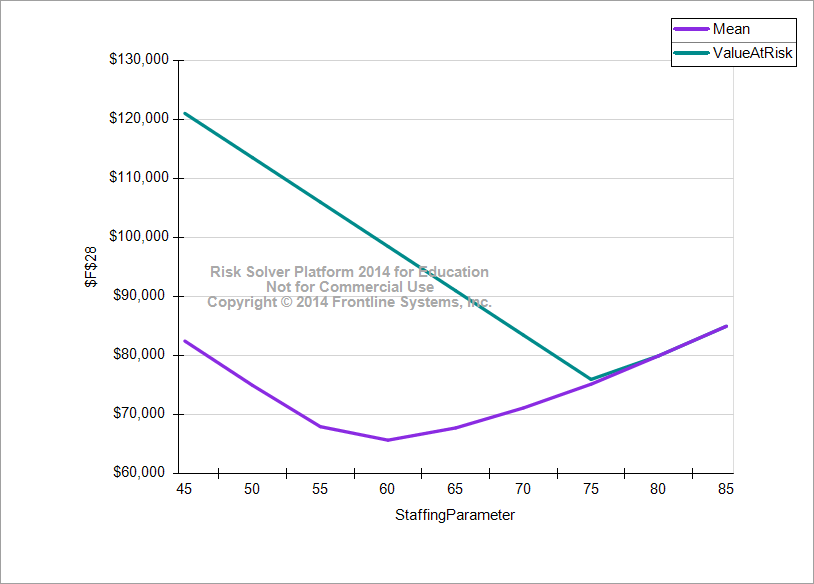 Mean
ValueAtRisk
$130,000
$120,000
$110,000
$100,000
$90,000
$80,000
$70,000
$60,000
$F$28
Risk Solver Platform 2014 for Education
Not for Commercial Use
Copyright © 2014 Frontline Systems, Inc.
45 50 55 60 65 70 75 80 85
StaffingParameter